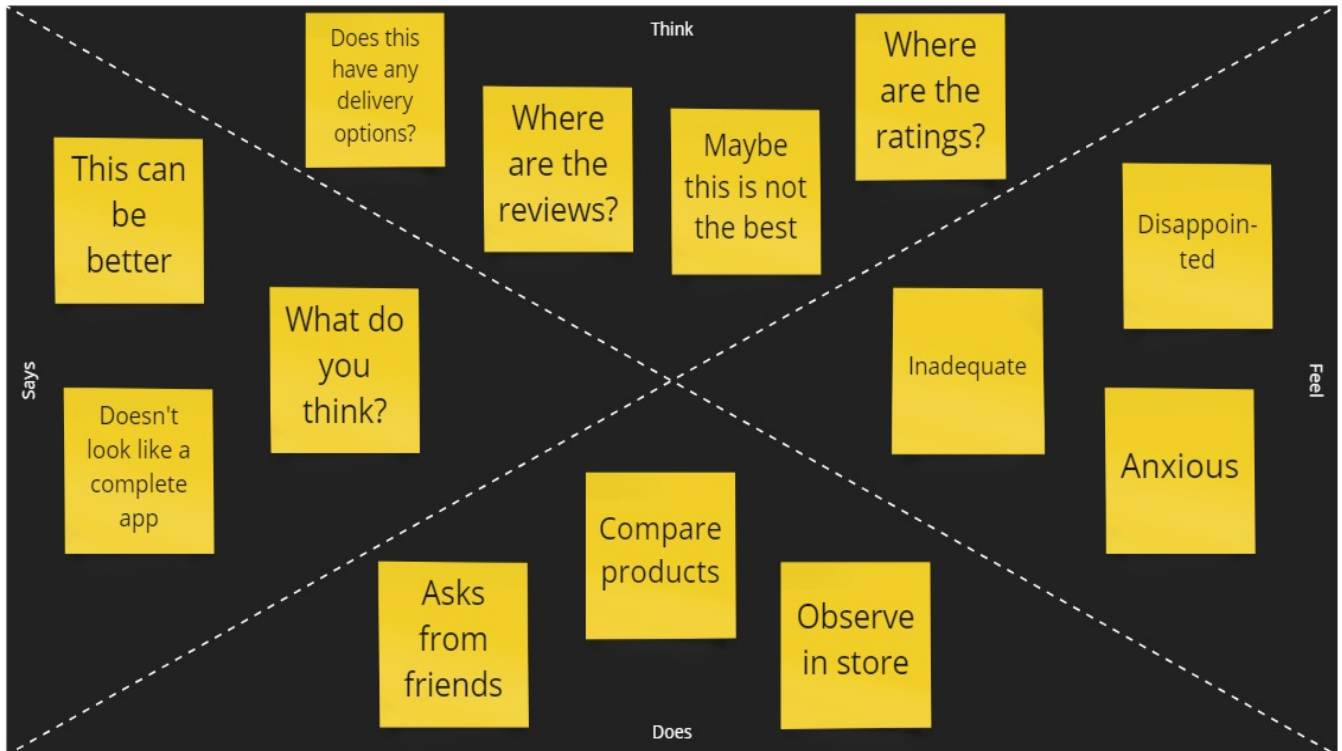 Think
Does this
have any
delivery
options?
Where
are the
reviews?
Maybe
this is not
the best
Where
are the
ratings?
Says
This can
be
better
What do
you
think?
Doesn't
look like a
complete
app
Feel
Disappoin-
ted
Inadequate
Anxious
Compare
products
Asks
from
friends
Observe
in store
Does